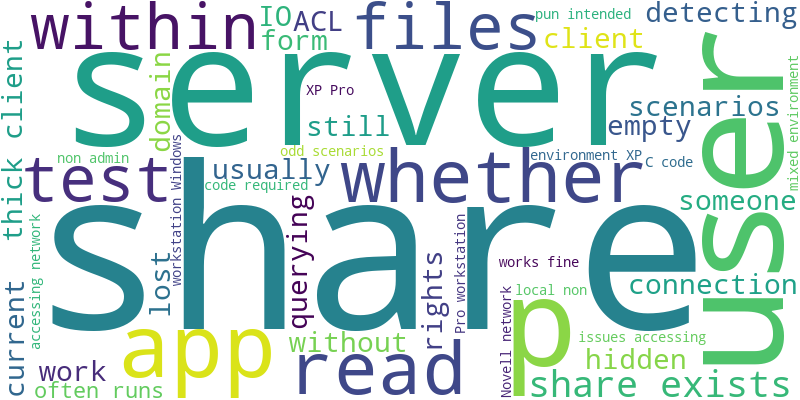 within
files
IO
ACL
form
pun intended
detecting
client
server
user
thick client
domain
XP Pro
still
scenarios
empty
mixed environment
non admin
odd scenarios
test
usually
whether
environment XP
C code
code required
workstation Windows
someone
share
querying
accessing network
lost
rights
Pro workstation
works fine
connection
current
local non
Novell network
app
without
read
p
issues accessing
hidden
work
often runs
share exists